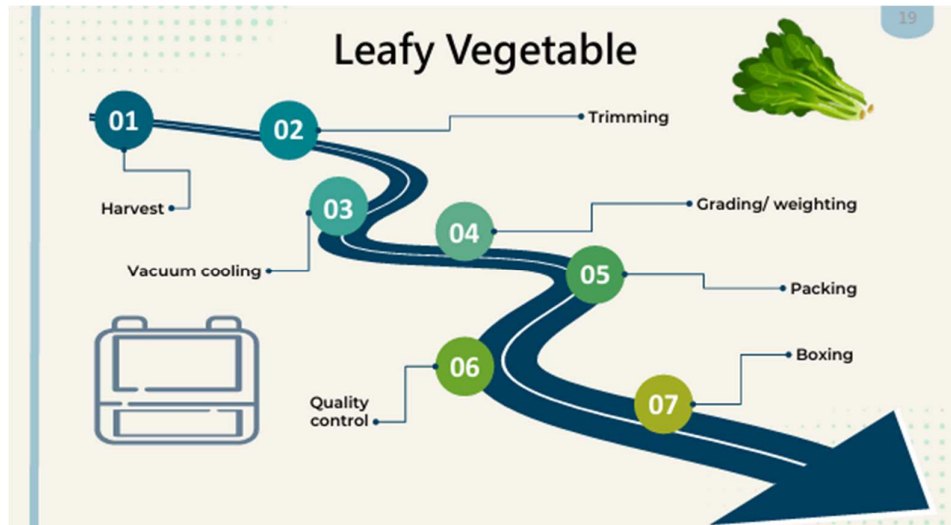 19
Leafy Vegetable
01
02
Trimming
Harvest
03
04
Grading/ weighting
Vacuum cooling
05
Packing
06
Boxing
Quality
control
07